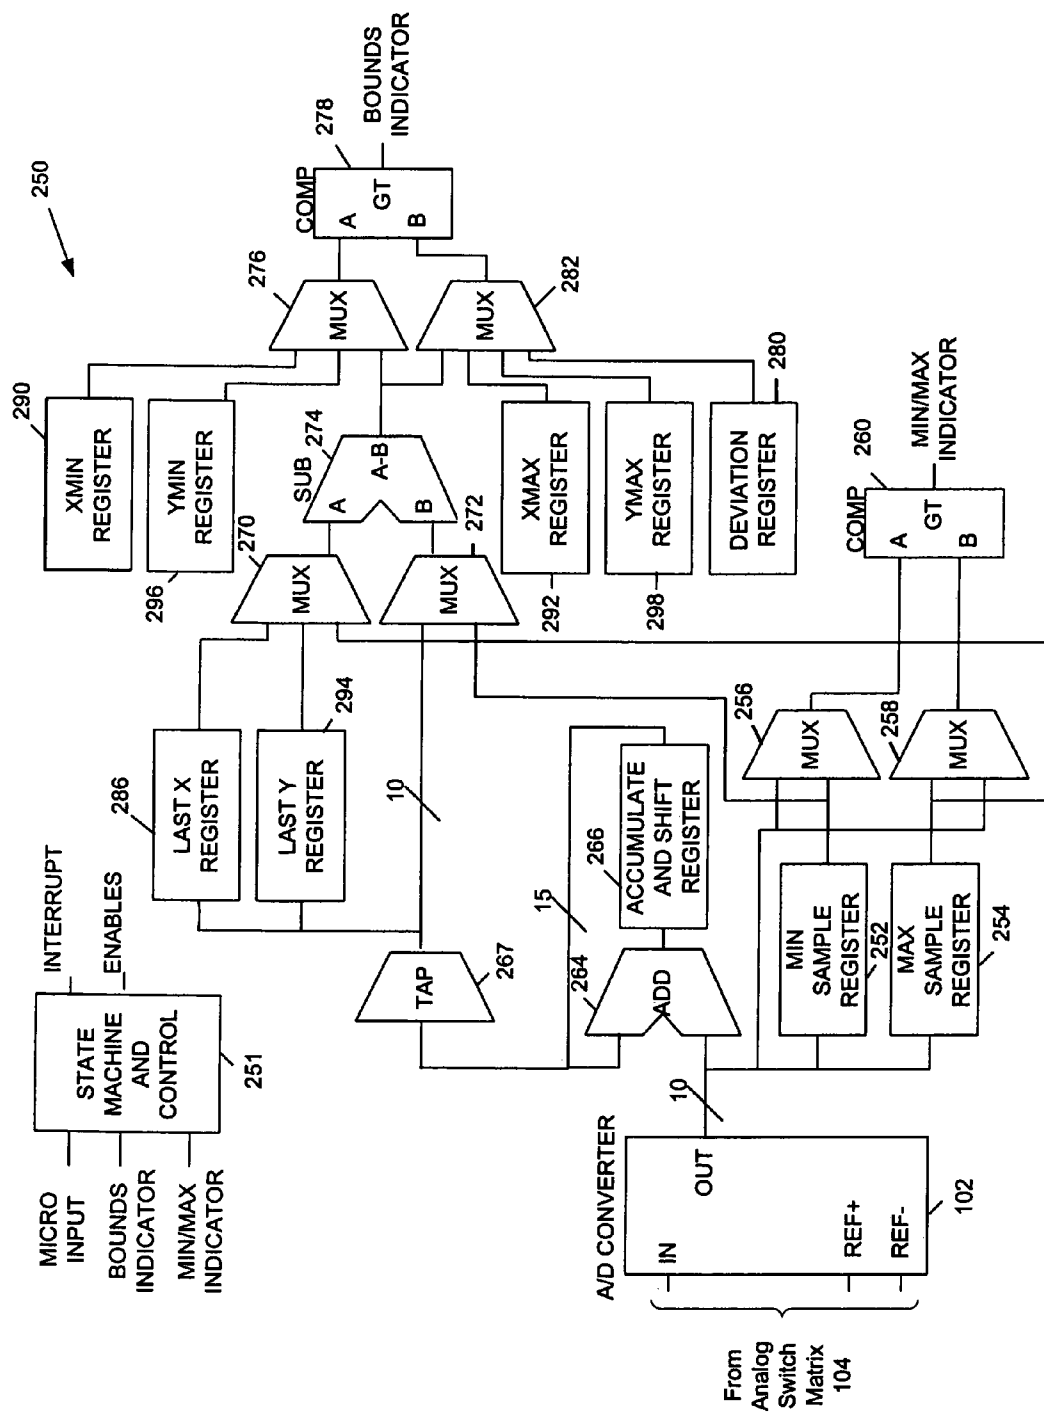 250
MICRO
INPUT
BOUNDS
INDICATOR
MIN/MAX
INDICATOR
STATE
MACHINE
AND
CONTROL
251
INTERRUPT
ENABLES
286
LAST X
REGISTER
LAST Y
REGISTER
294
290
XMIN
REGISTER
YMIN
REGISTER
296
270
MUX
MUX
272
SUB
274
A
B
A-B
276
MUX
MUX
282
COMP
278
A
GT
B
BOUNDS
INDICATOR
XMAX
REGISTER
292
YMAX
REGISTER
298
DEVIATION
REGISTER
280
TAP
267
10
15
264
ADD
266
ACCUMULATE
AND SHIFT
REGISTER
256
MUX
258
MUX
COMP
260
A
GT
B
MIN/MAX
INDICATOR
MIN
SAMPLE
REGISTER
252
MAX
SAMPLE
REGISTER
254
A/D CONVERTER
IN
OUT
REF+
REF-
102
10
From
Analog
Switch
Matrix
104